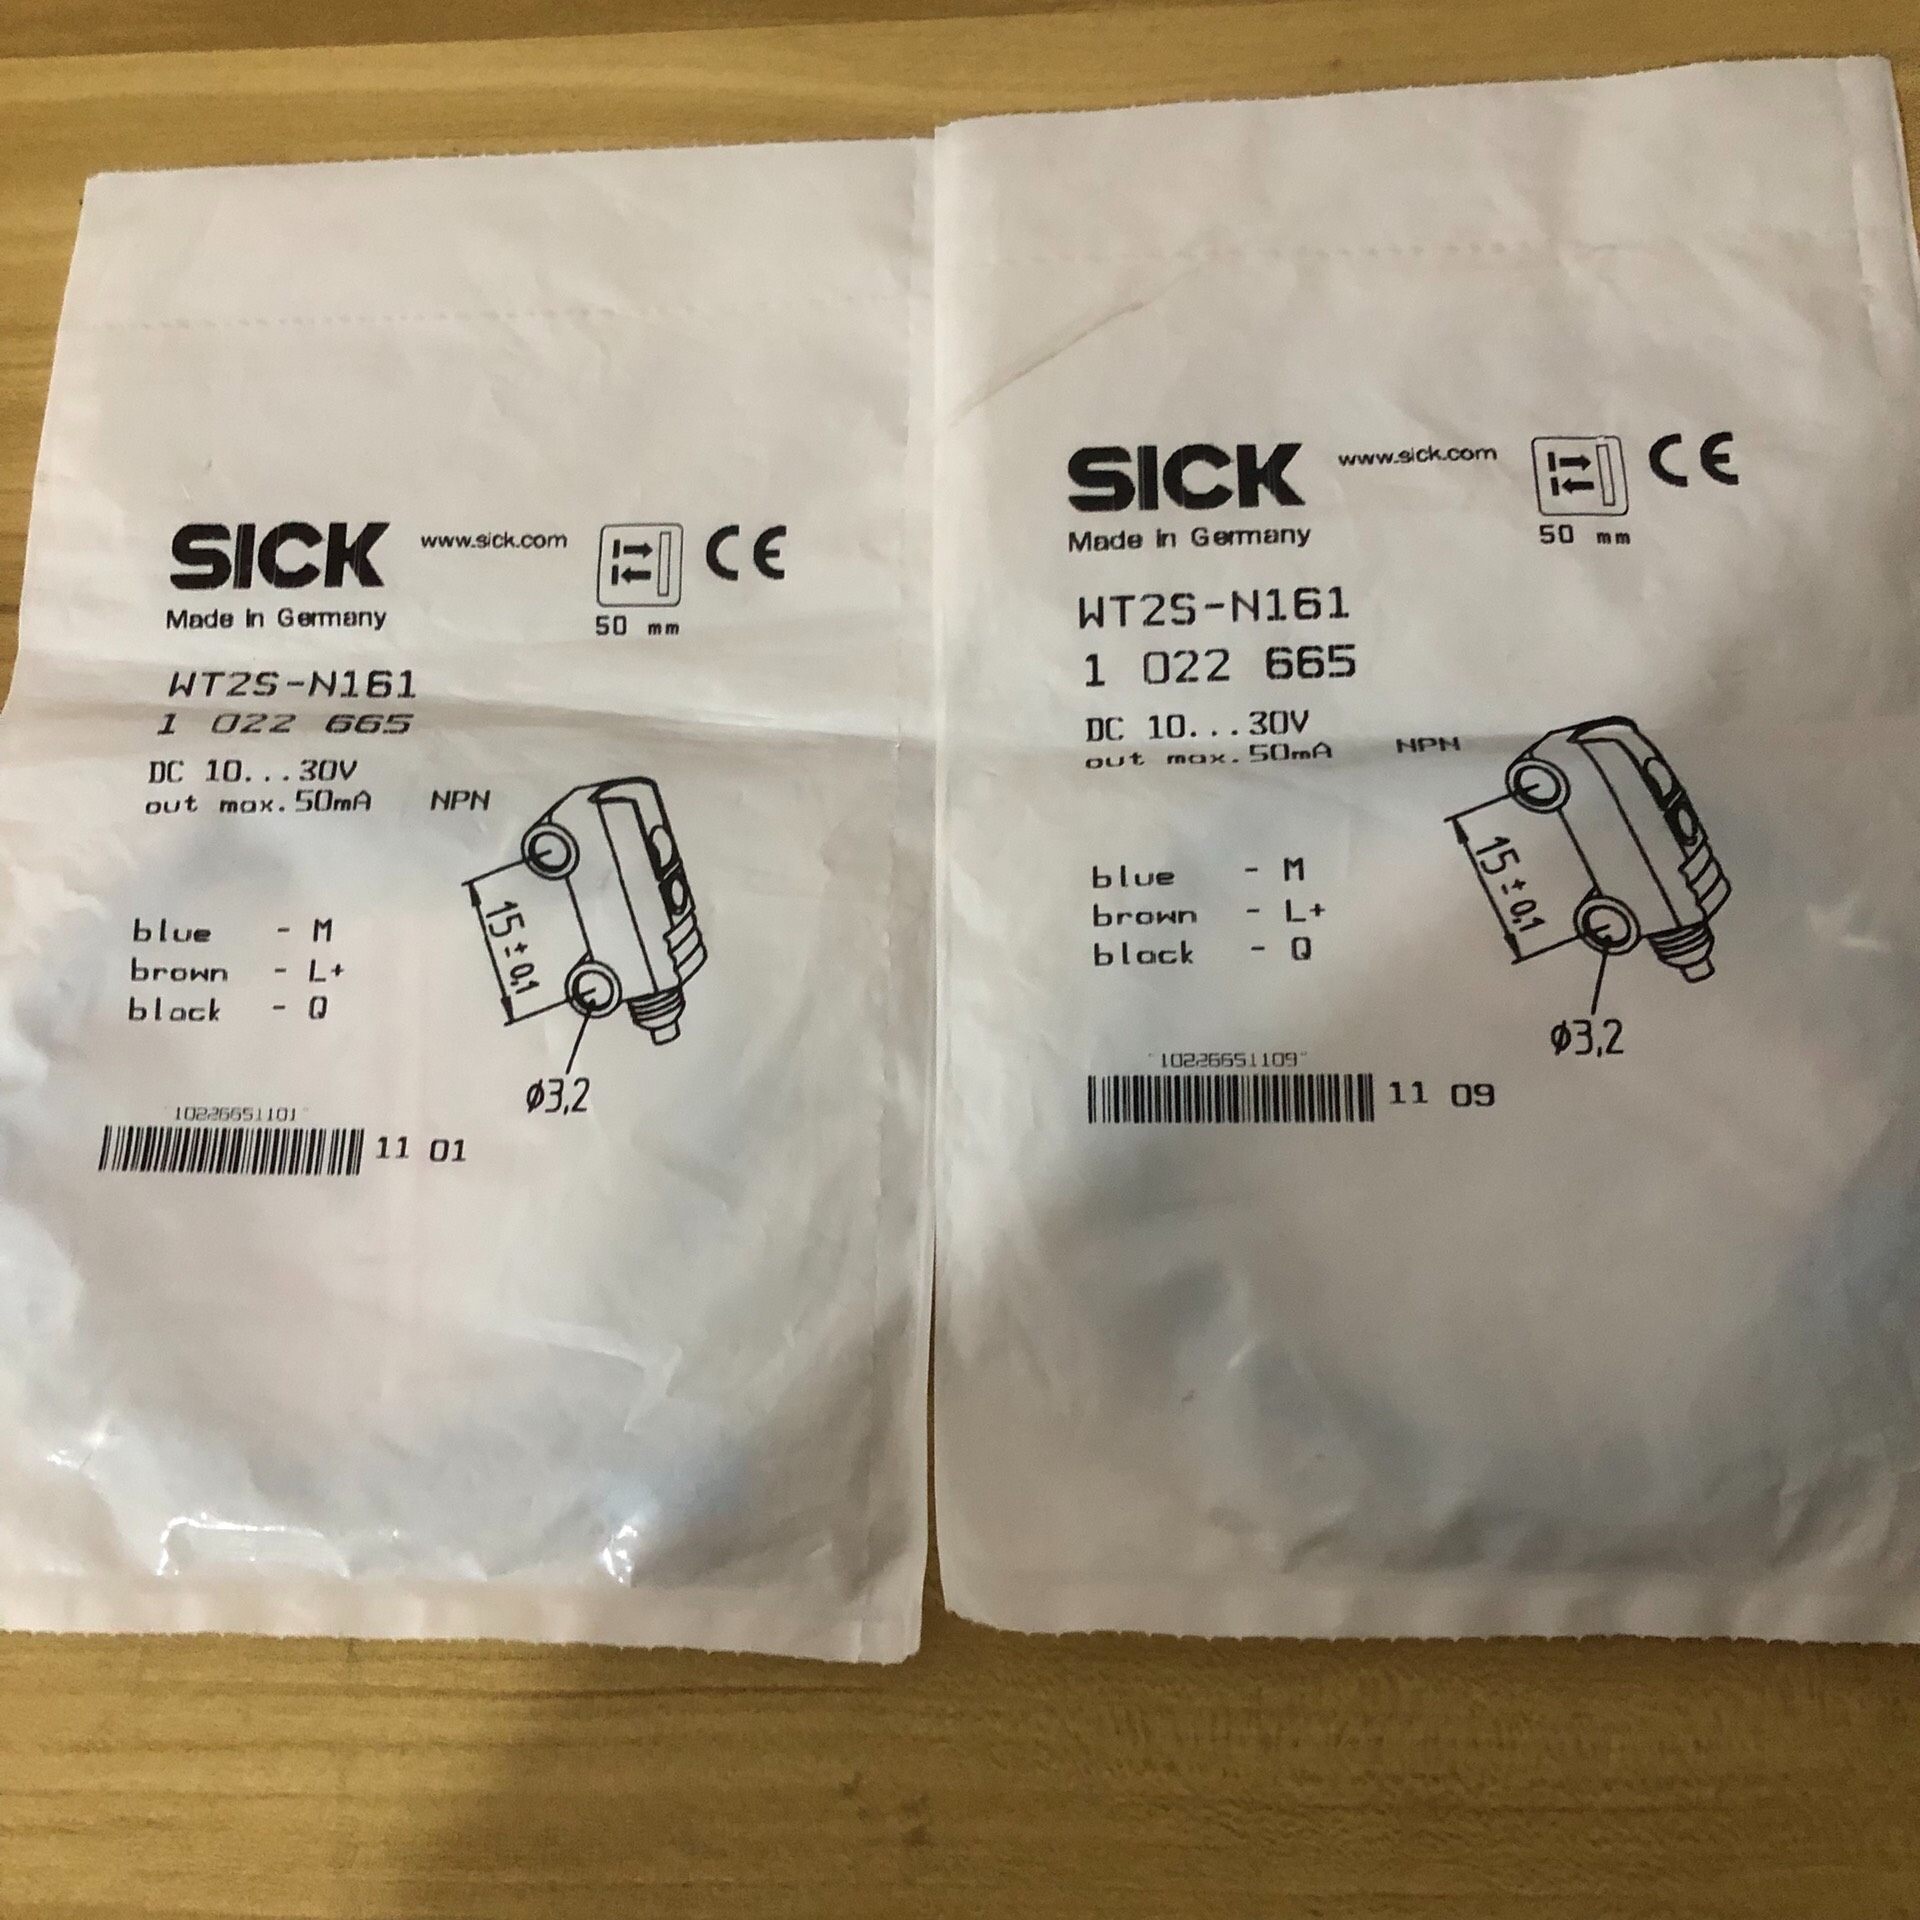 SICK www.sick.com CE
Made in Germany
50 mm
WT2S-N161
1 022 665
DC 10...30V
out max.50mA NPN
15±0,1
blue - M
brown - L+
black - Q
ø3,2
10226651101
11 01
SICK www.sick.com CE
Made in Germany
50 mm
WT2S-N161
1 022 665
DC 10...30V
out max.50mA NPN
15±0,1
blue - M
brown - L+
black - Q
ø3,2
10226651109
11 09